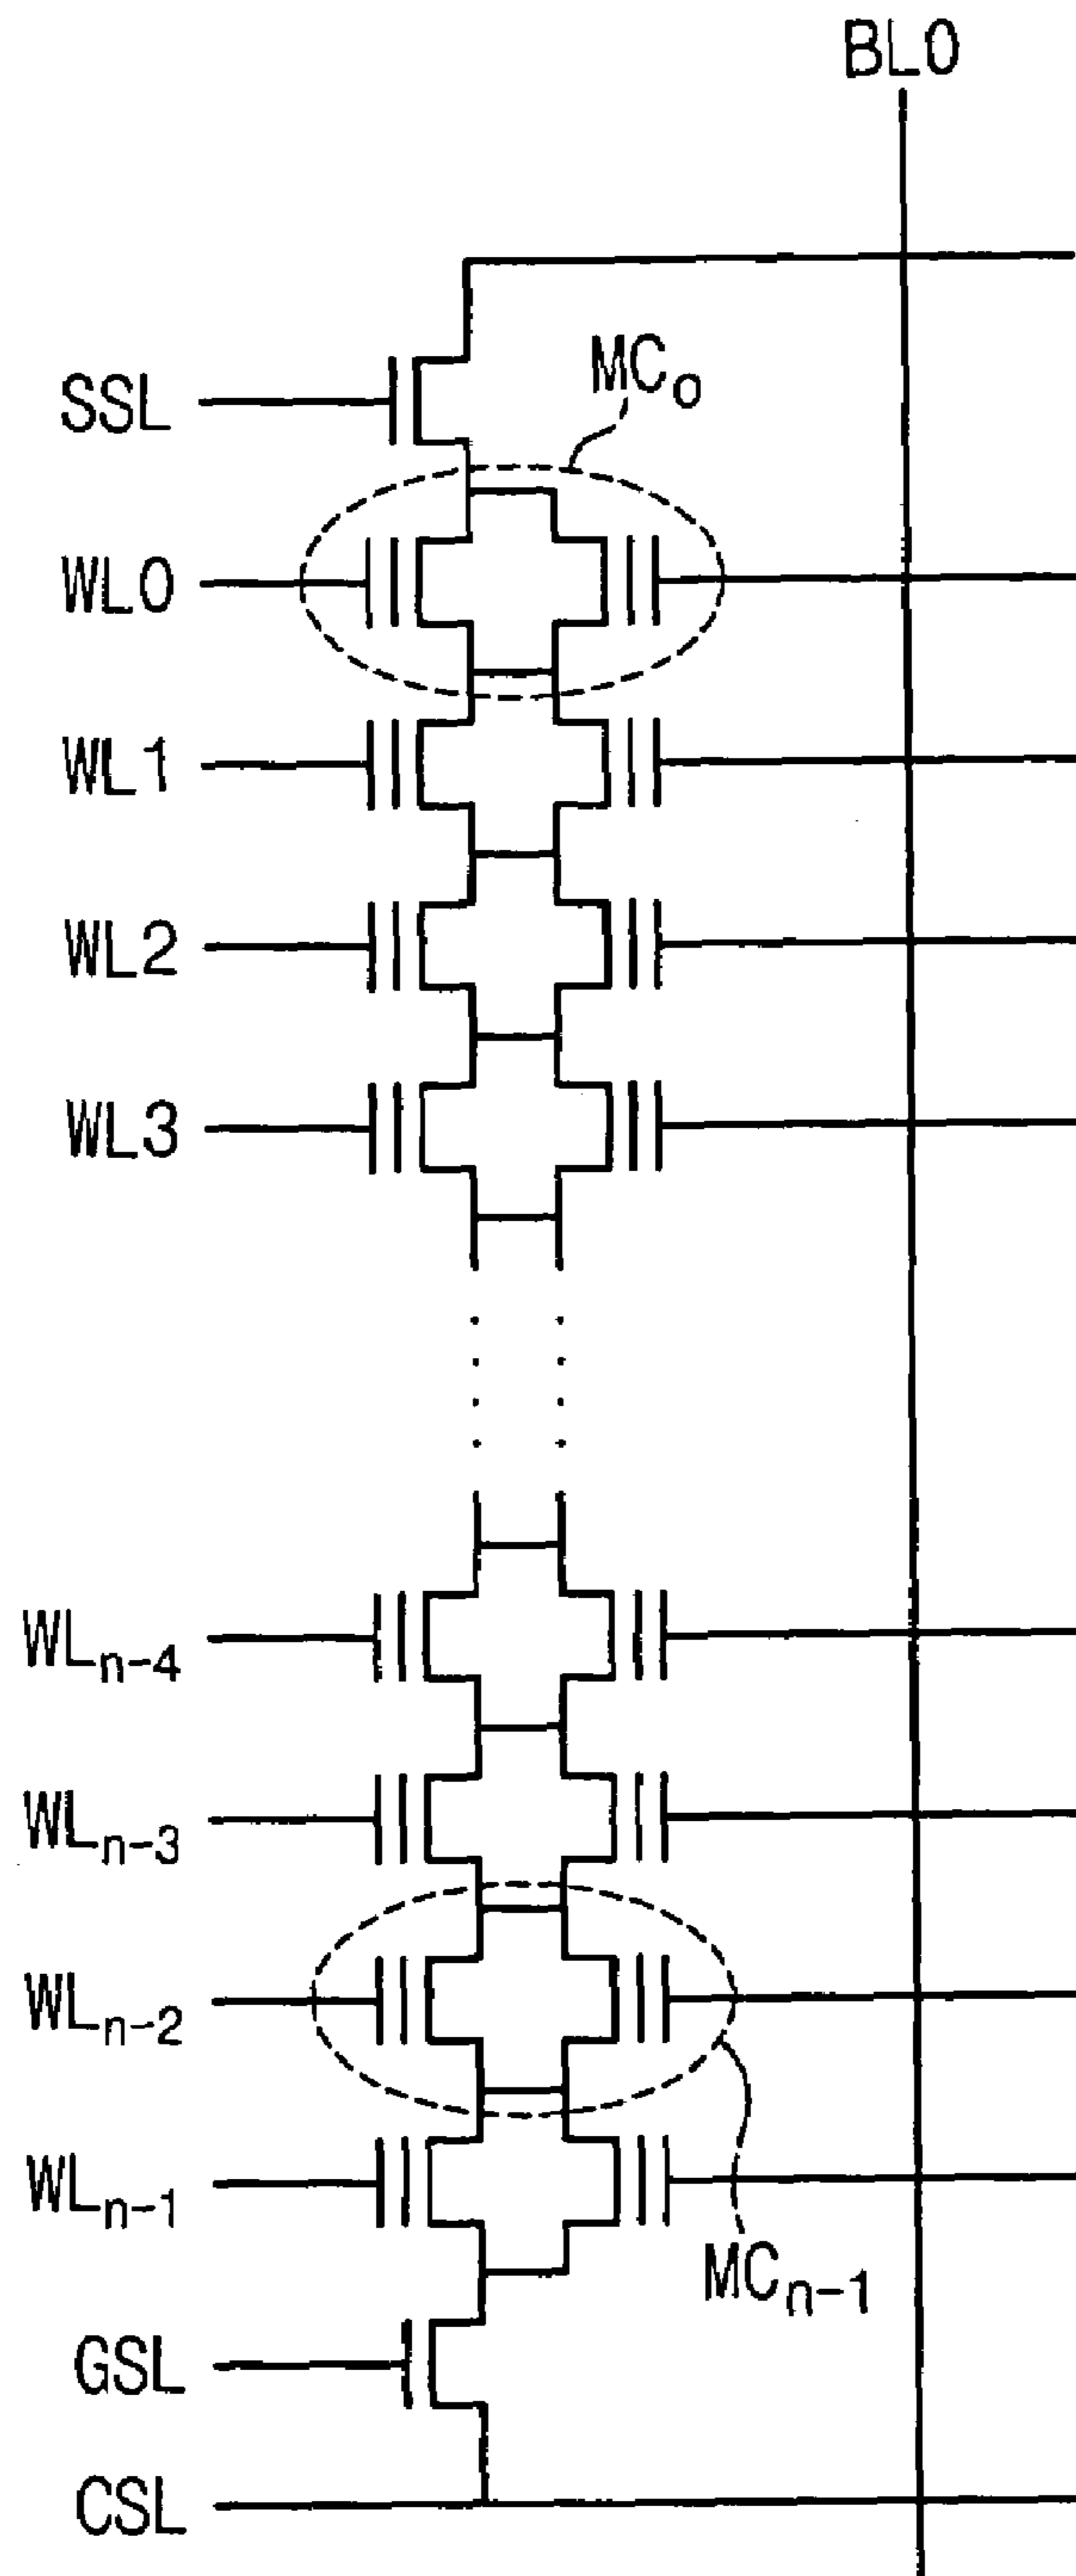 BL0
SSL
MC₀
WL0
WL1
WL2
WL3
WLₙ₋₄
WLₙ₋₃
WLₙ₋₂
WLₙ₋₁
MCₙ₋₁
GSL
CSL